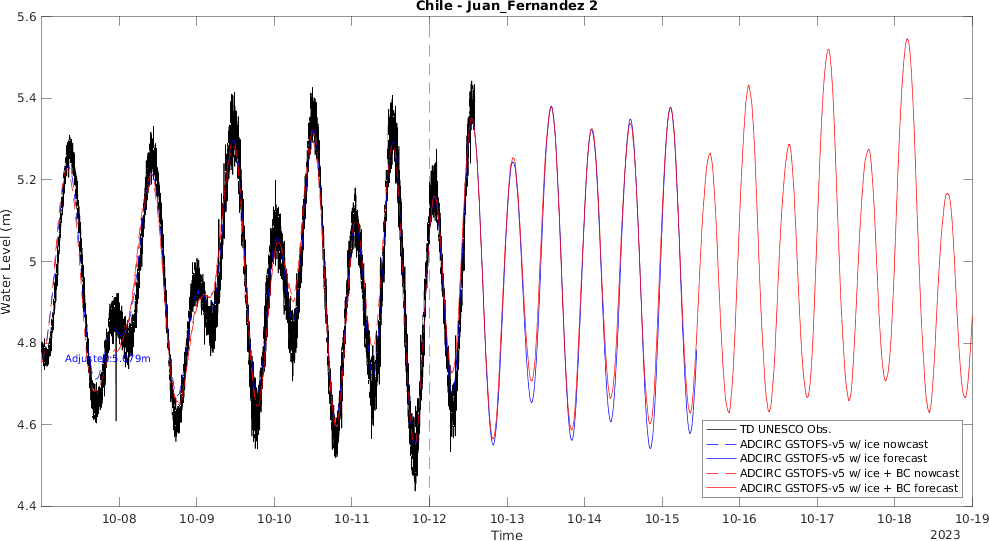 Chile - Juan_Fernandez 2
5.6
5.4
5.2
5
4.8
4.6
4.4
Water Level (m)
10-08
10-09
10-10
10-11
10-12
10-13
10-14
10-15
10-16
10-17
10-18
10-19
Time
2023
TD UNESCO Obs.
ADCIRC GSTOFS-v5 w/ ice nowcast
ADCIRC GSTOFS-v5 w/ ice forecast
ADCIRC GSTOFS-v5 w/ ice + BC nowcast
ADCIRC GSTOFS-v5 w/ ice + BC forecast